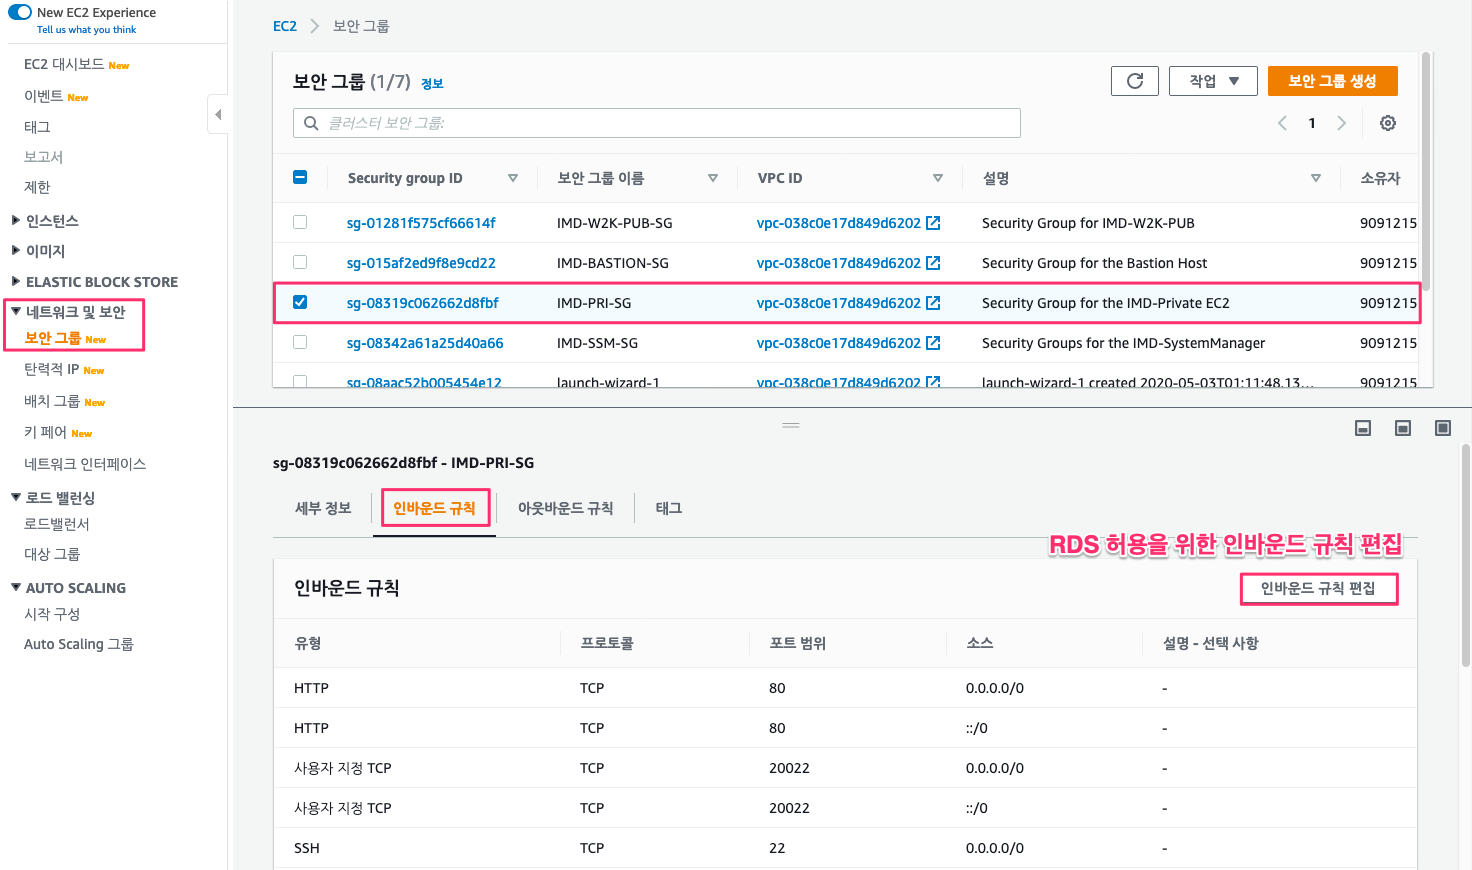 New EC2 Experience
Tell us what you think
EC2 대시보드 New
이벤트 New
태그
보고서
제한
인스턴스
이미지
ELASTIC BLOCK STORE
네트워크 및 보안
보안 그룹 New
탄력적 IP New
배치 그룹 New
키 페어 New
네트워크 인터페이스
로드 밸런싱
로드밸런서
대상 그룹
AUTO SCALING
시작 구성
Auto Scaling 그룹
EC2 보안 그룹
보안 그룹 (1/7) 정보
작업
보안 그룹 생성
클러스터 보안 그룹:
1
Security group ID 보안 그룹 이름 VPC ID 설명 소유자
sg-01281f575cf66614f IMD-W2K-PUB-SG vpc-038c0e17d849d6202 Security Group for IMD-W2K-PUB 9091215
sg-015af2ed9f8e9cd22 IMD-BASTION-SG vpc-038c0e17d849d6202 Security Group for the Bastion Host 9091215
sg-08319c062662d8fbf IMD-PRI-SG vpc-038c0e17d849d6202 Security Group for the IMD-Private EC2 9091215
sg-08342a61a25d40a66 IMD-SSM-SG vpc-038c0e17d849d6202 Security Groups for the IMD-SystemManager 9091215
sg-08aac52b005454e12 launch-wizard-1 vpc-038c0e17d849d6202 launch-wizard-1 created 2020-05-03T01:11:48.13... 9091215
sg-08319c062662d8fbf - IMD-PRI-SG
세부 정보 인바운드 규칙 아웃바운드 규칙 태그
RDS 허용을 위한 인바운드 규칙 편집
인바운드 규칙
인바운드 규칙 편집
유형 프로토콜 포트 범위 소스 설명 - 선택 사항
HTTP TCP 80 0.0.0.0/0 -
HTTP TCP 80 ::/0 -
사용자 지정 TCP TCP 20022 0.0.0.0/0 -
사용자 지정 TCP TCP 20022 ::/0 -
SSH TCP 22 0.0.0.0/0 -